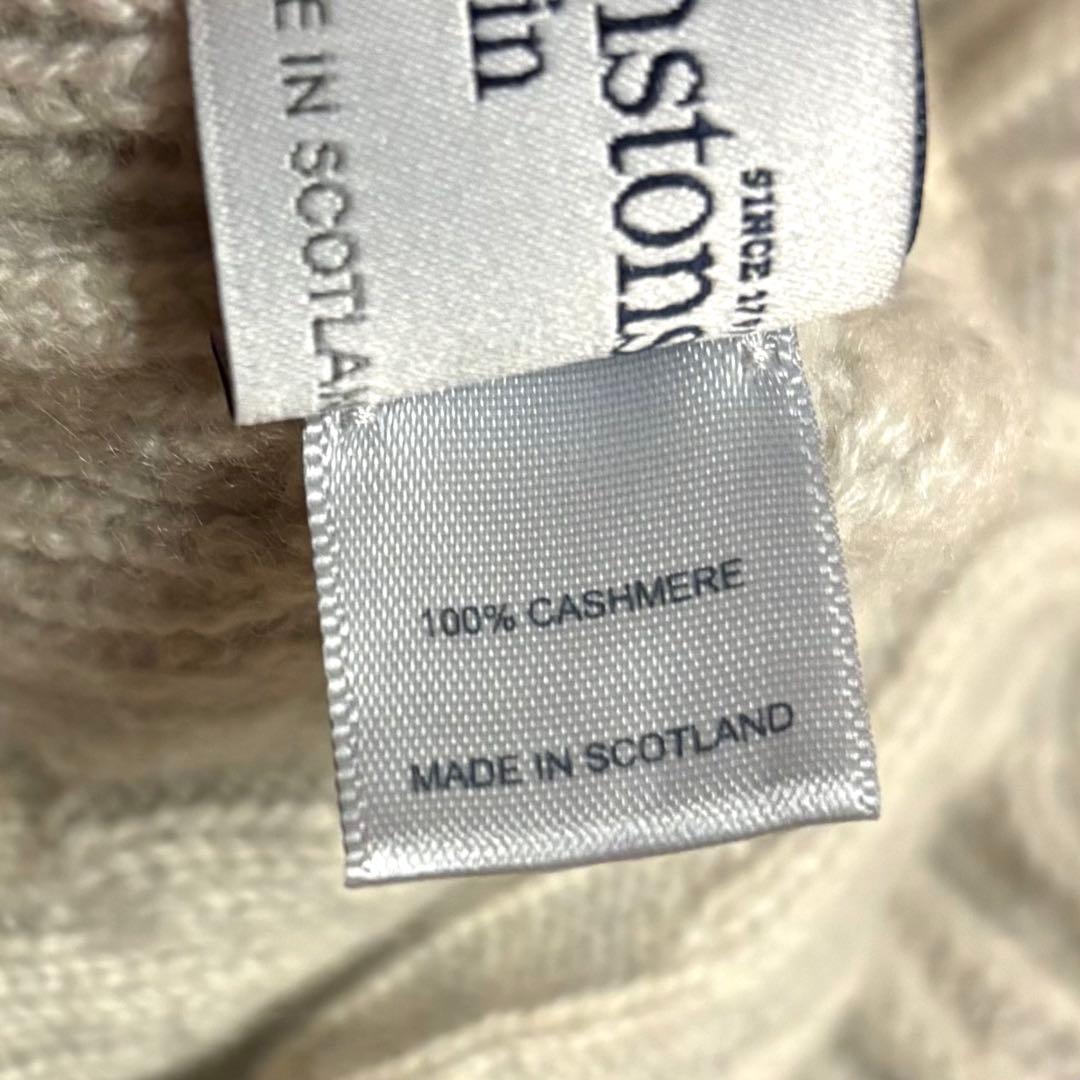 nstons
in
SINCE 17
E IN SCOTLAN
100% CASHMERE
MADE IN SCOTLAND